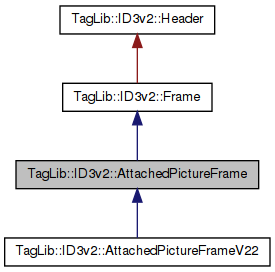 TagLib::ID3v2::Header
TagLib::ID3v2::Frame
TagLib::ID3v2::AttachedPictureFrame
TagLib::ID3v2::AttachedPictureFrameV22